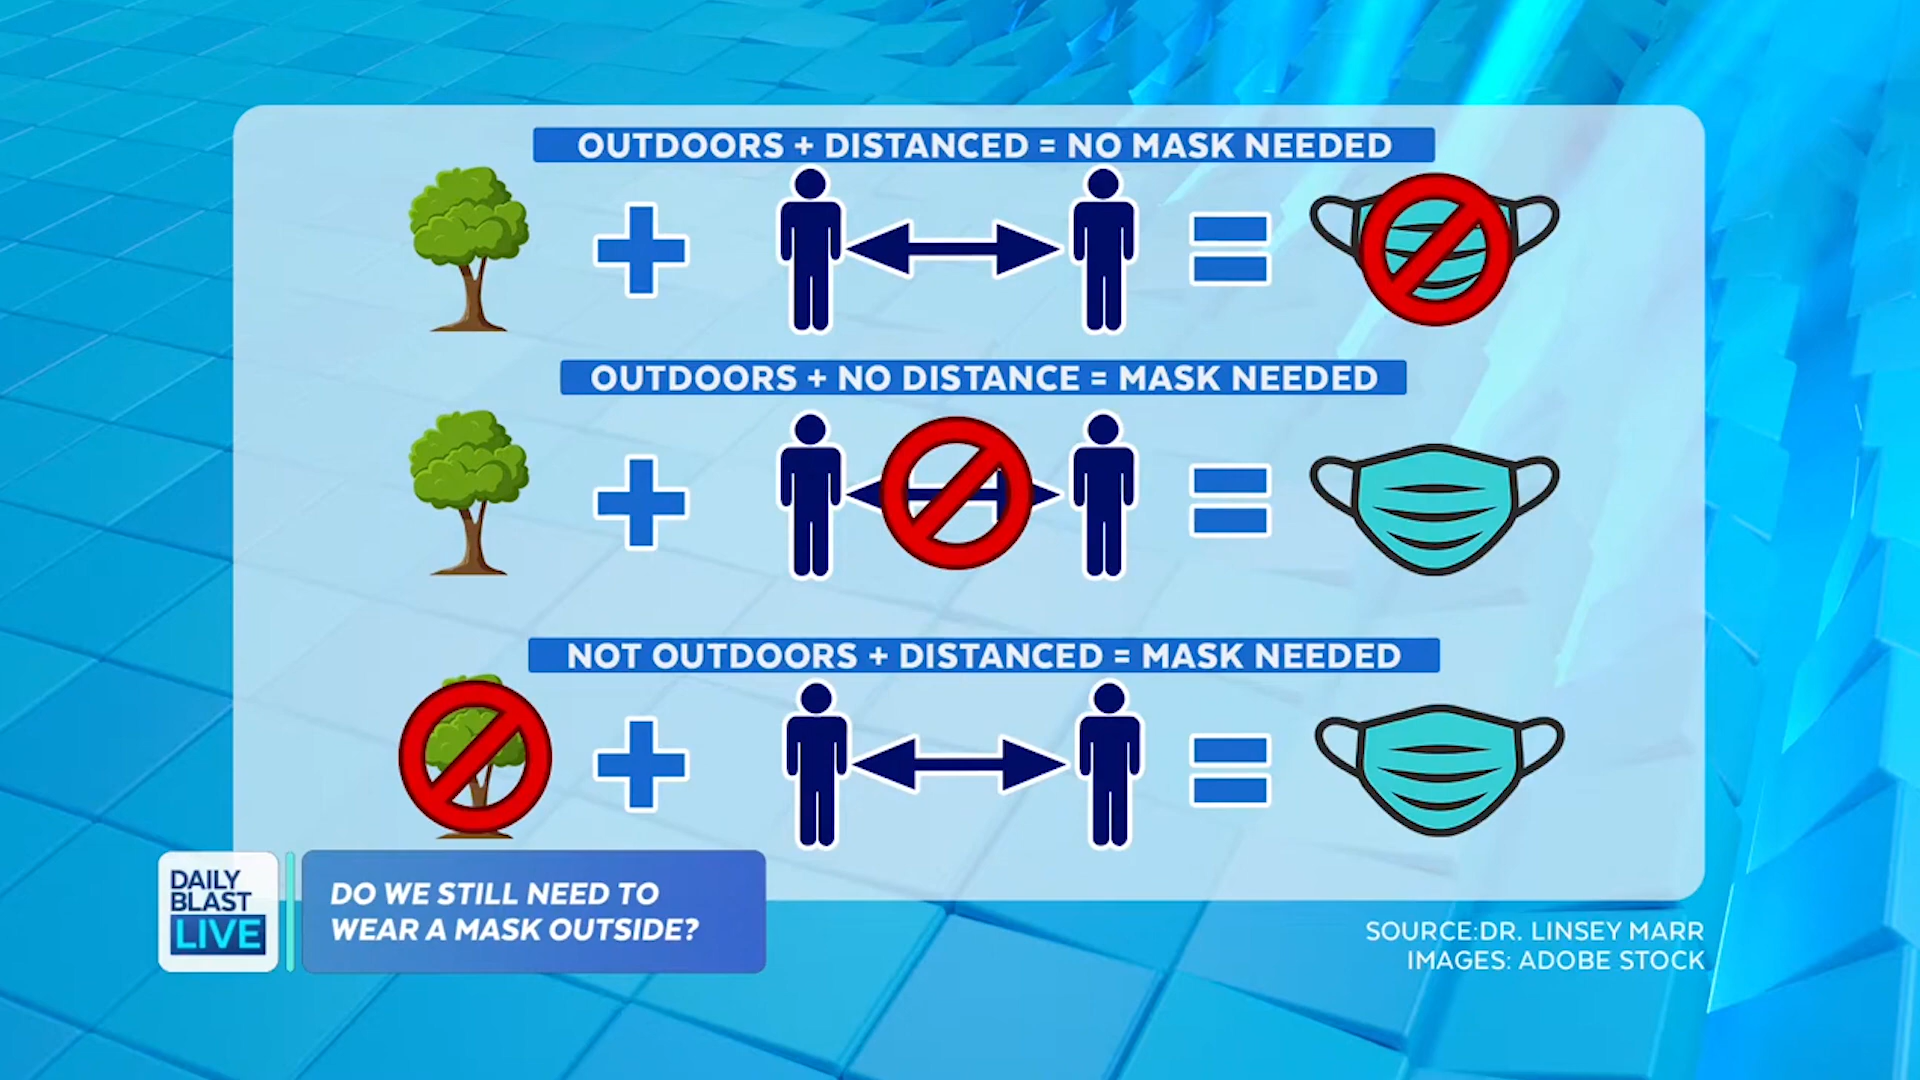 OUTDOORS + DISTANCED = NO MASK NEEDED
OUTDOORS + NO DISTANCE = MASK NEEDED
NOT OUTDOORS + DISTANCED = MASK NEEDED
DAILY
BLAST
LIVE
DO WE STILL NEED TO
WEAR A MASK OUTSIDE?
SOURCE:DR. LINSEY MARR
IMAGES: ADOBE STOCK